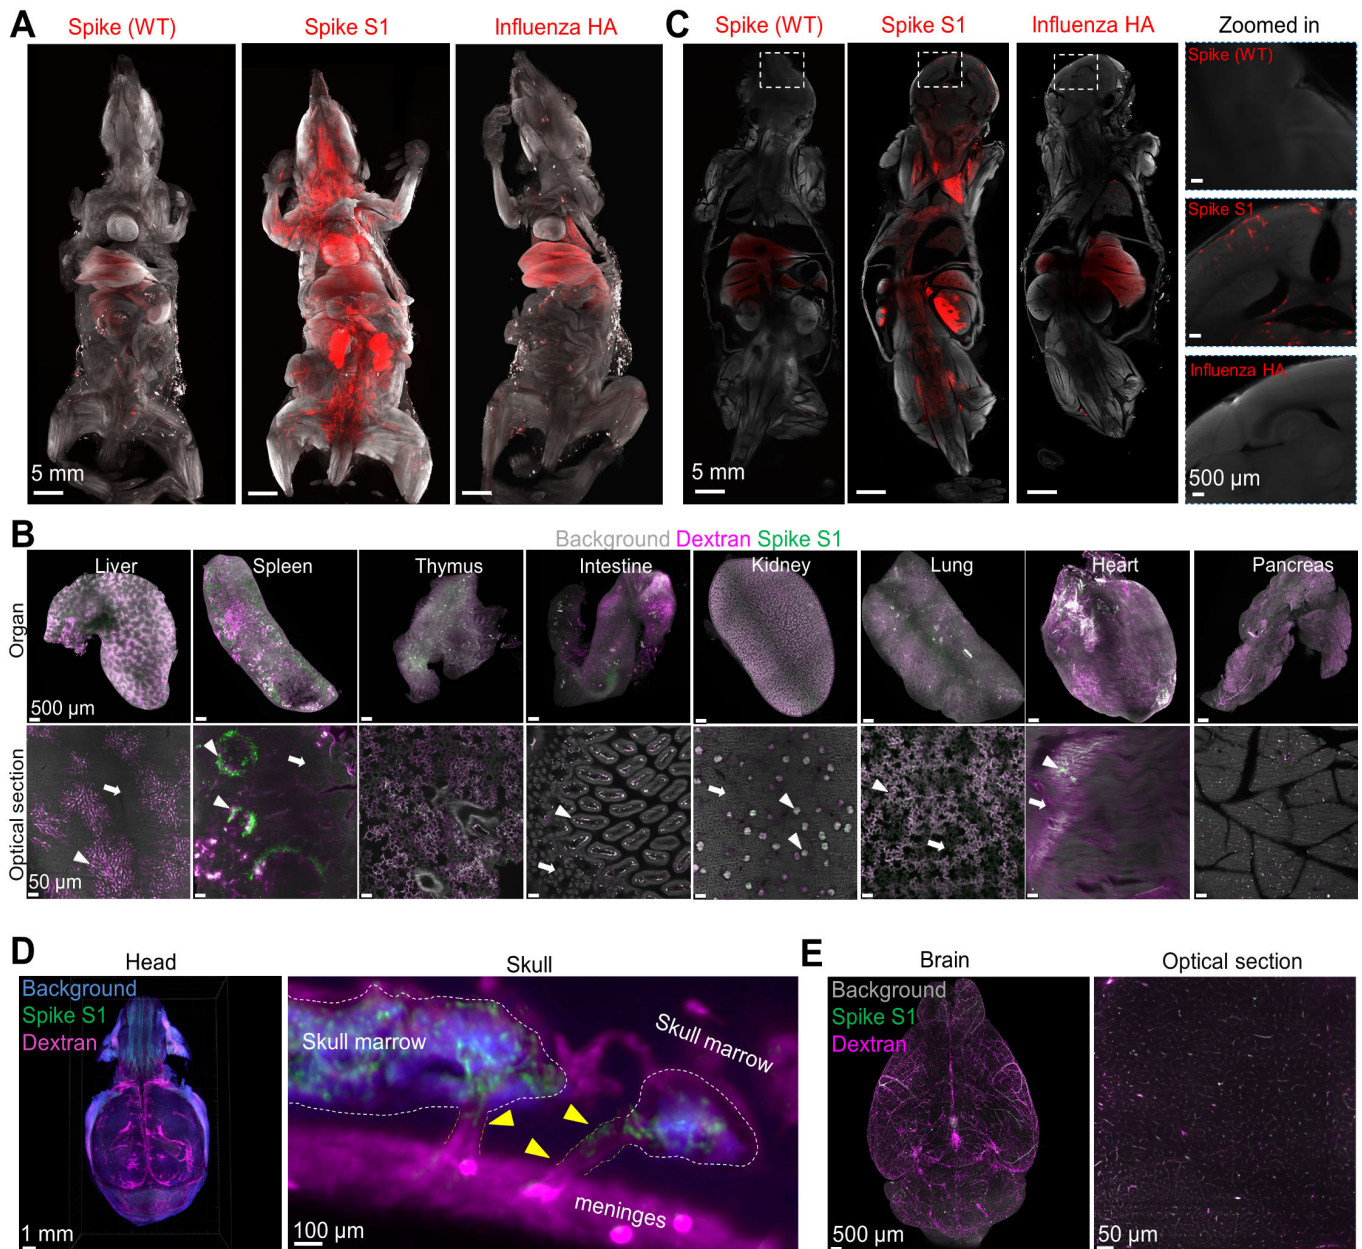 A
Spike (WT)
Spike S1
Influenza HA
5 mm
C
Spike (WT)
Spike S1
Influenza HA
Zoomed in
5 mm
Spike (WT)
Spike S1
Influenza HA
500 µm
B
Background Dextran Spike S1
Liver
Spleen
Thymus
Intestine
Kidney
Lung
Heart
Pancreas
Organ
500 µm
Optical section
50 µm
D
Head
Background
Spike S1
Dextran
1 mm
Skull
Skull marrow
Skull marrow
meninges
100 µm
E
Brain
Background
Spike S1
Dextran
500 µm
Optical section
50 µm